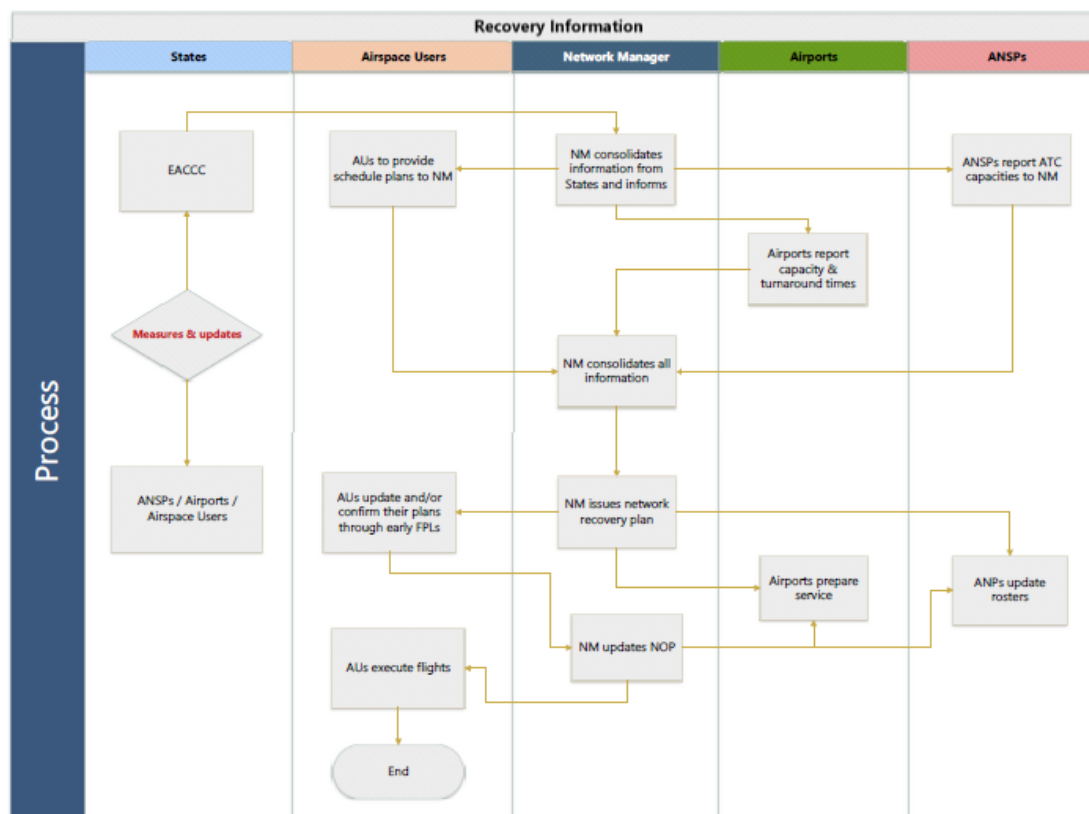 Recovery Information
States
Airspace Users
Network Manager
Airports
ANSPs
Process
EACCC
AUs to provide
schedule plans to NM
NM consolidates
information from
States and informs
ANSPs report ATC
capacities to NM
Airports report
capacity &
turnaround times
Measures & updates
NM consolidates all
information
ANSPs / Airports /
Airspace Users
AUs update and/or
confirm their plans
through early FPLs
NM issues network
recovery plan
Airports prepare
service
ANPs update
rosters
AUs execute flights
NM updates NOP
End